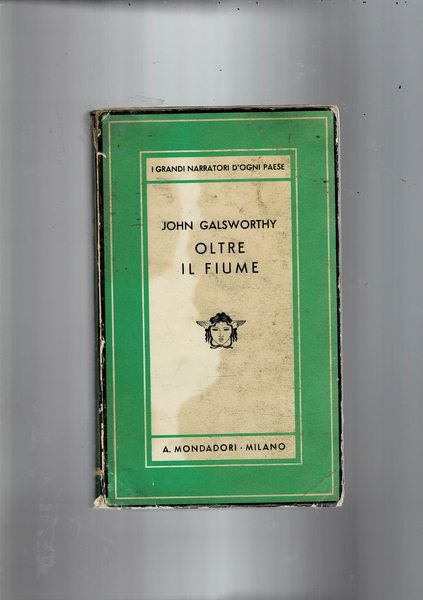 I GRANDI NARRATORI D'OGNI PAESE
JOHN GALSWORTHY
OLTRE
IL FIUME
A. MONDADORI · MILANO